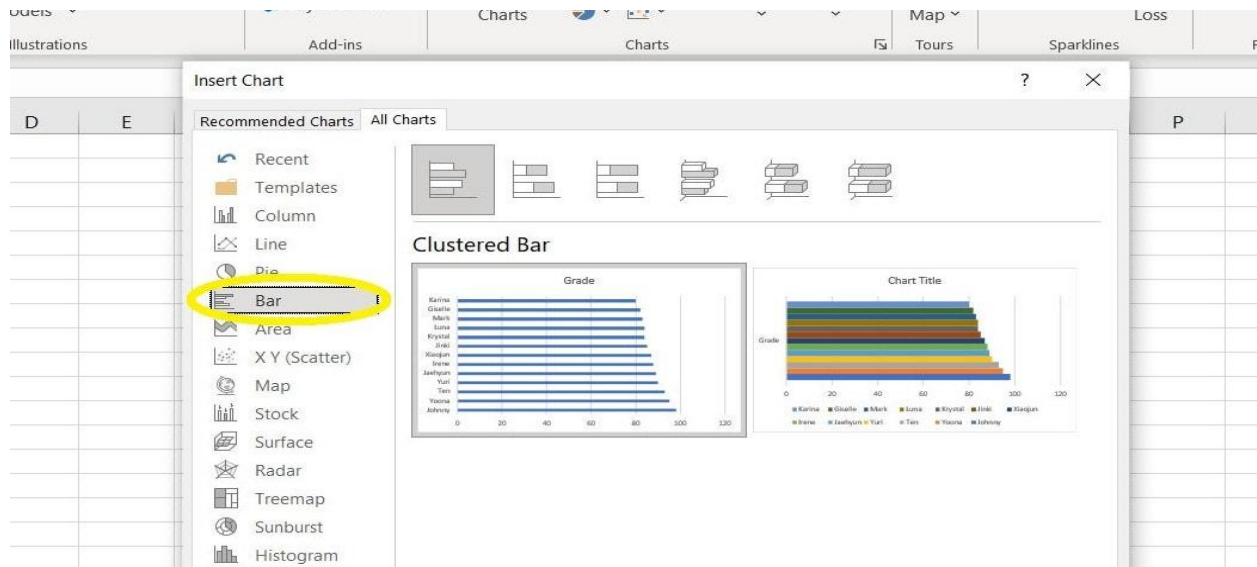 Charts
Map
Loss
Illustrations
Add-ins
Charts
Tours
Sparklines
Insert Chart
?
D
E
P
Recommended Charts
All Charts
Recent
Templates
Column
Line
Pie
Bar
Area
X Y (Scatter)
Map
Stock
Surface
Radar
Treemap
Sunburst
Histogram
Clustered Bar
Grade
Karina
Giselle
Mark
Luna
Krystal
Jinki
Xiaojun
Irene
Jaehyun
Yuri
Ten
Yoona
Johnny
0 20 40 60 80 100 120
Chart Title
Grade
0 20 40 60 80 100 120
Karina Giselle Mark Luna Krystal Jinki Xiaojun
Irene Jaehyun Yuri Ten Yoona Johnny